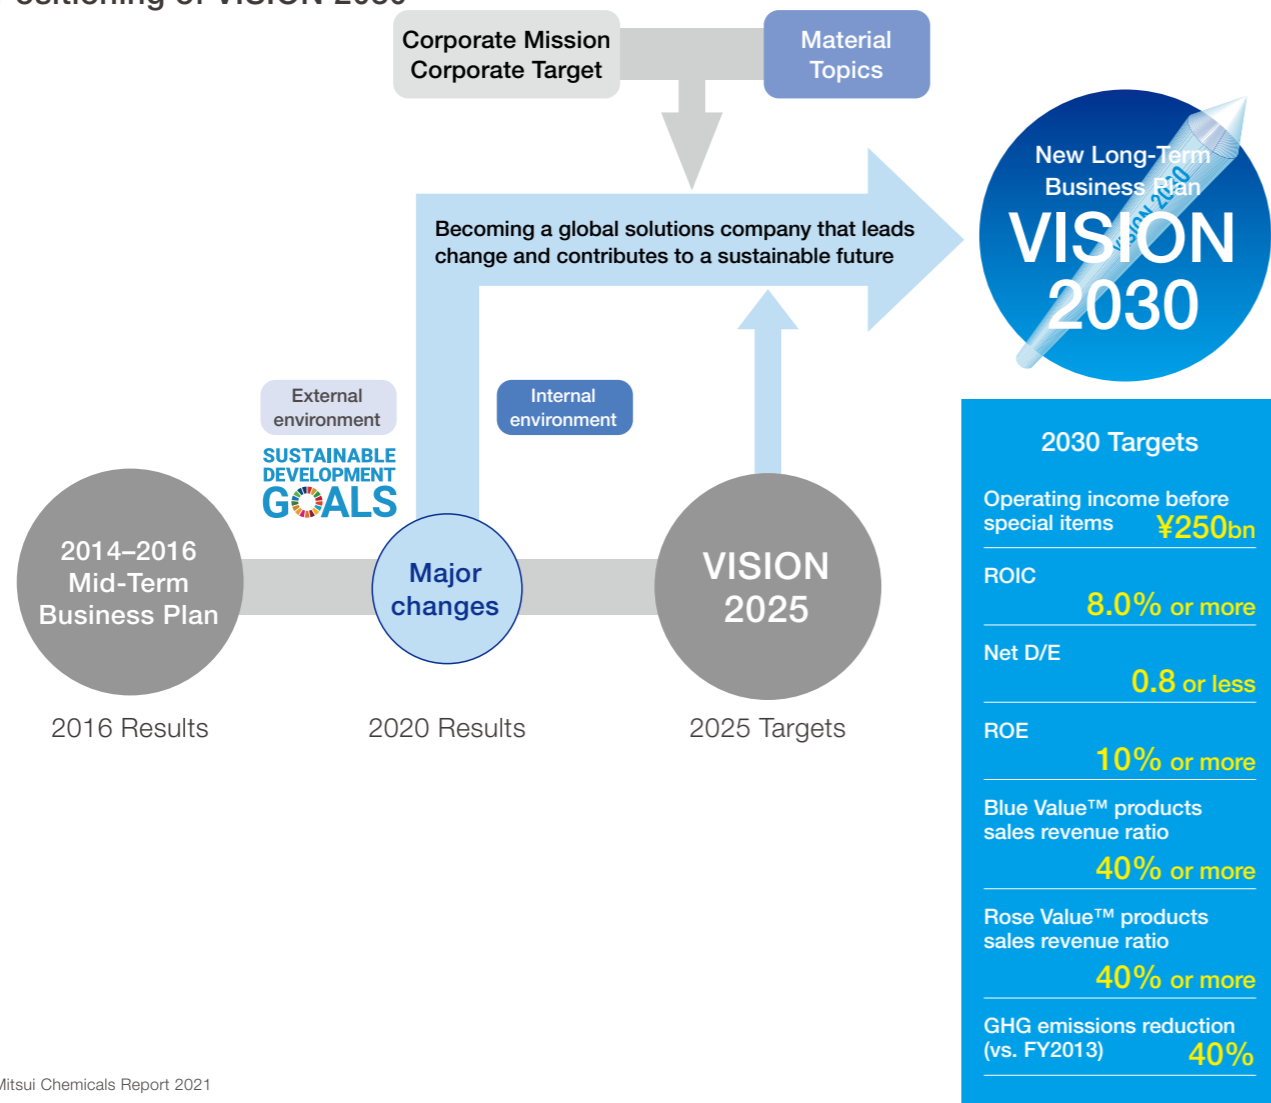 Positioning of VISION 2030
Corporate Mission
Corporate Target
Material
Topics
New Long-Term
Business Plan
VISION
2030
VISION 2030
Becoming a global solutions company that leads
change and contributes to a sustainable future
External
environment
Internal
environment
SUSTAINABLE
DEVELOPMENT
GOALS
2014–2016
Mid-Term
Business Plan
Major
changes
VISION
2025
2016 Results
2020 Results
2025 Targets
2030 Targets
Operating income before
special items ¥250bn
ROIC
8.0% or more
Net D/E
0.8 or less
ROE
10% or more
Blue Value™ products
sales revenue ratio
40% or more
Rose Value™ products
sales revenue ratio
40% or more
GHG emissions reduction
(vs. FY2013) 40%
Mitsui Chemicals Report 2021